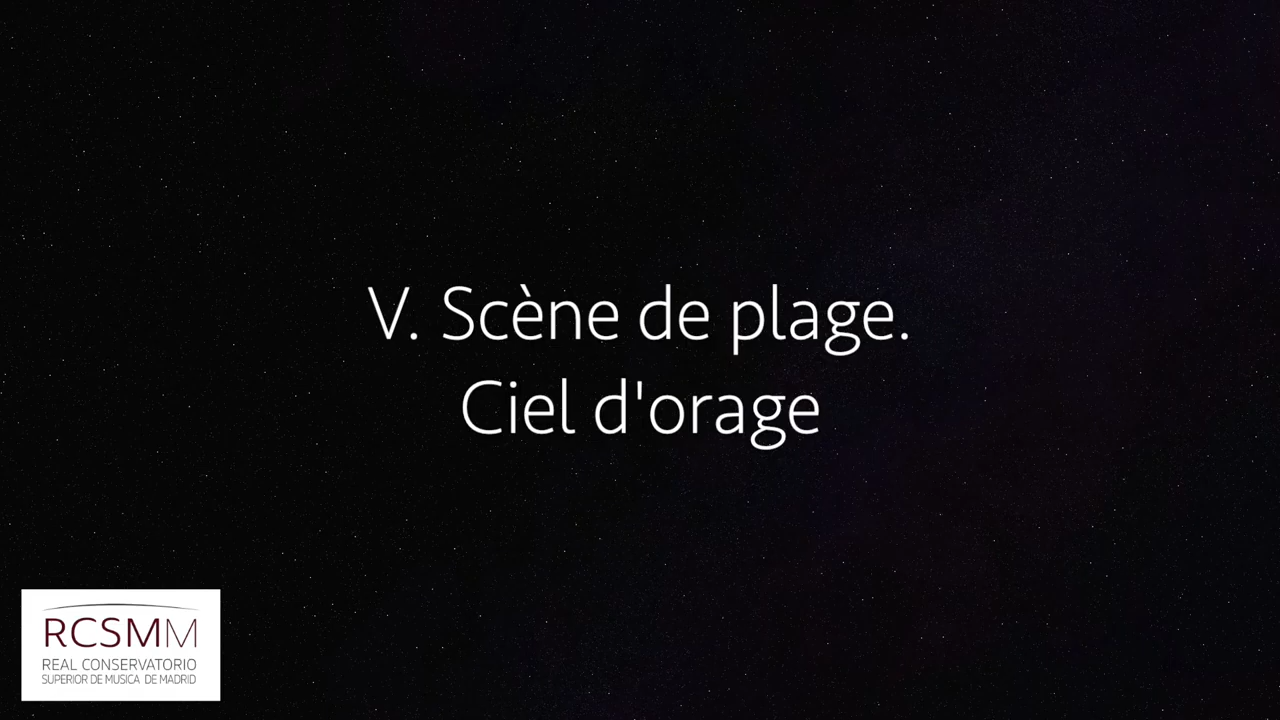 V. Scène de plage.
Ciel d'orage
RCSMM
REAL CONSERVATORIO
SUPERIOR DE MUSICA DE MADRID